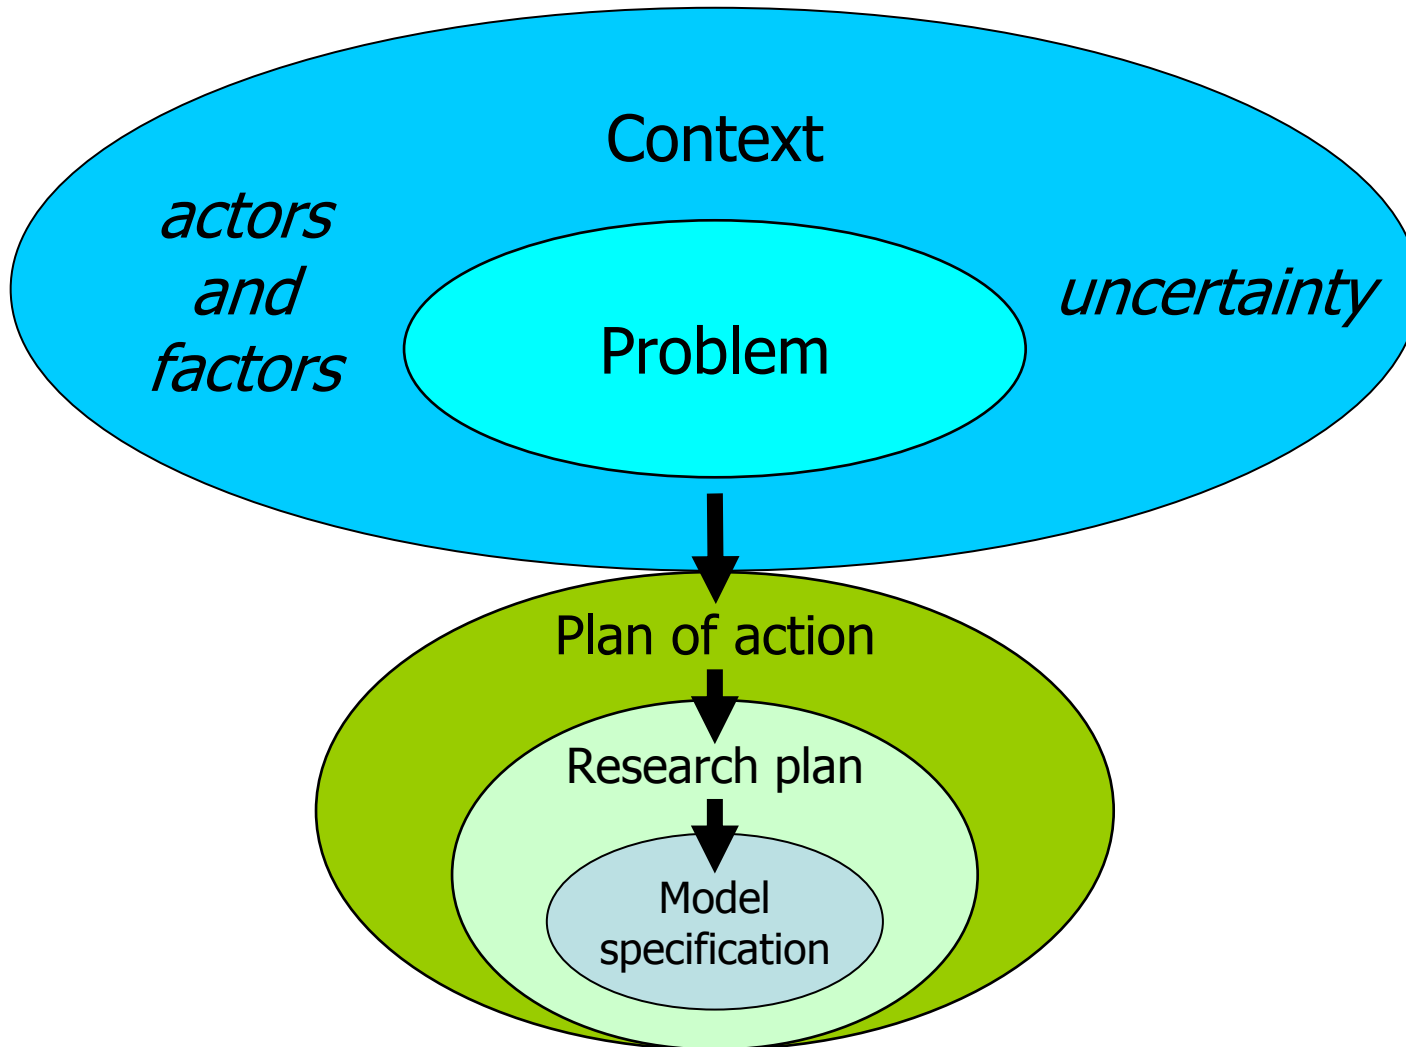 Context
actors
and
factors
uncertainty
Problem
Plan of action
Research plan
Model
specification